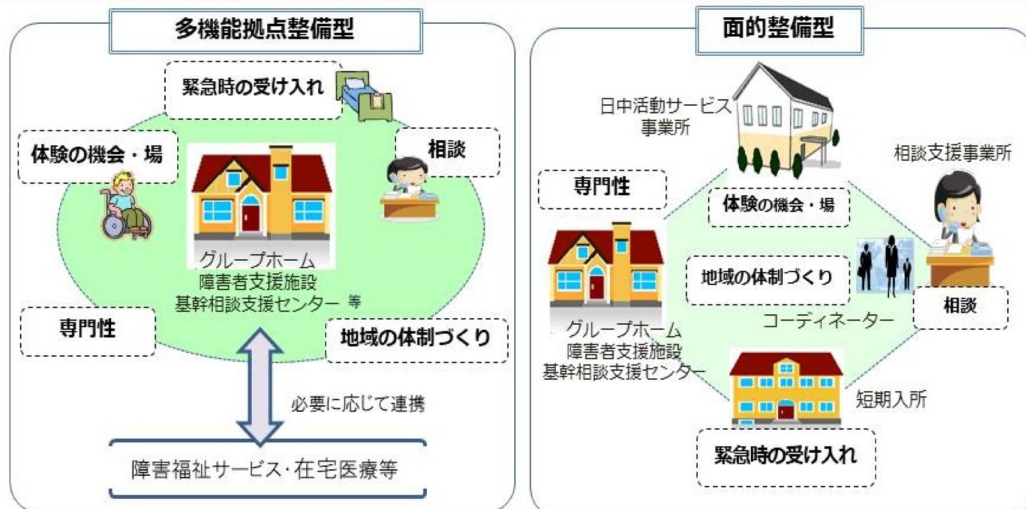 多機能拠点整備型
緊急時の受け入れ
体験の機会・場
相談
グループホーム
障害者支援施設
基幹相談支援センター 等
専門性
地域の体制づくり
必要に応じて連携
障害福祉サービス・在宅医療等
面的整備型
日中活動サービス
事業所
相談支援事業所
専門性
体験の機会・場
地域の体制づくり
コーディネーター
相談
グループホーム
障害者支援施設
基幹相談支援センター
短期入所
緊急時の受け入れ